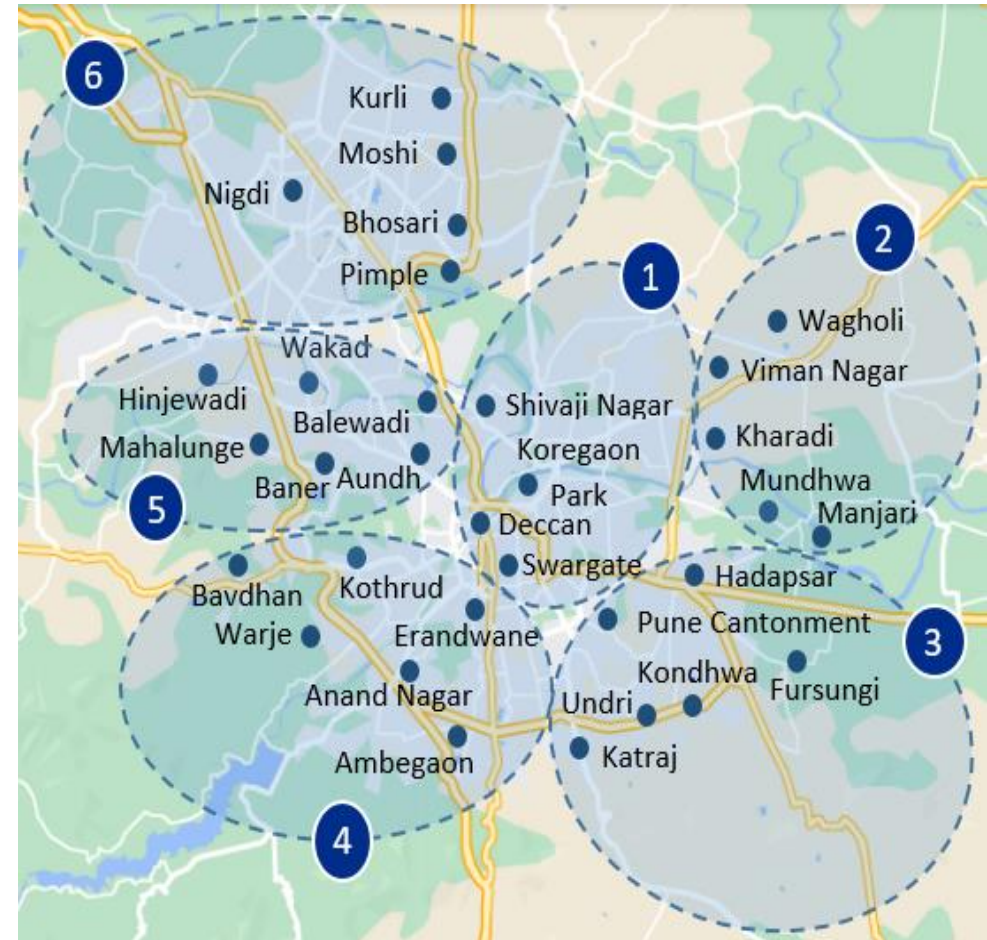 6
Kurli
Moshi
Nigdi
Bhosari
Pimple
1
2
Wagholi
Viman Nagar
Kharadi
Mundhwa
Manjari
Shivaji Nagar
Koregaon
Park
Deccan
Swargate
Wakad
Hinjewadi
Balewadi
Mahalunge
Baner
Aundh
5
Bavdhan
Kothrud
Warje
Erandwane
Anand Nagar
Ambegaon
4
Hadapsar
Pune Cantonment
3
Kondhwa
Fursungi
Undri
Katraj